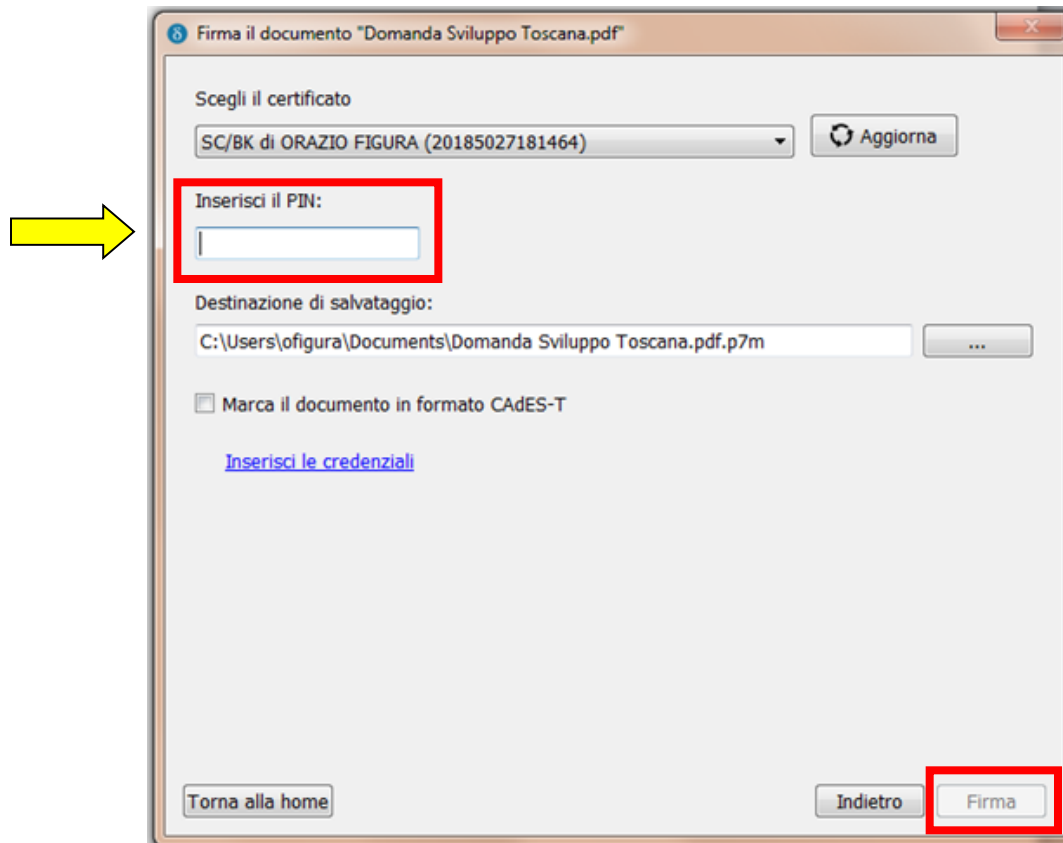 Firma il documento "Domanda Sviluppo Toscana.pdf"
Scegli il certificato
SC/BK di ORAZIO FIGURA (20185027181464)
Aggiorna
Inserisci il PIN:
Destinazione di salvataggio:
C:\Users\ofigura\Documents\Domanda Sviluppo Toscana.pdf.p7m
...
Marca il documento in formato CAdES-T
Inserisci le credenziali
Torna alla home
Indietro
Firma